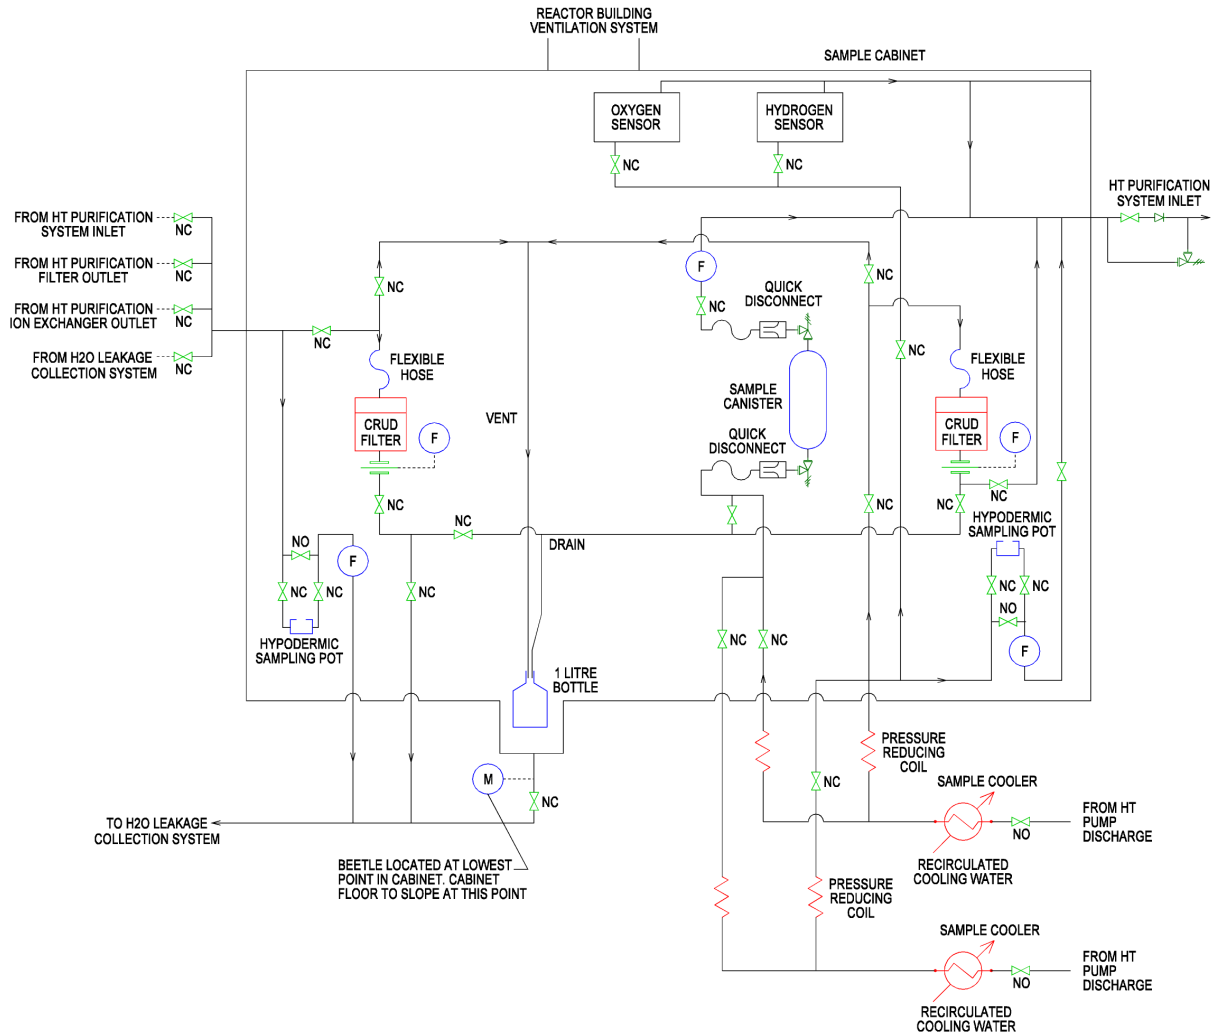 REACTOR BUILDING
VENTILATION SYSTEM
SAMPLE CABINET
OXYGEN
SENSOR
HYDROGEN
SENSOR
NC
NC
HT PURIFICATION
SYSTEM INLET
FROM HT PURIFICATION
SYSTEM INLET
NC
FROM HT PURIFICATION
FILTER OUTLET
NC
FROM HT PURIFICATION
ION EXCHANGER OUTLET
NC
FROM H2O LEAKAGE
COLLECTION SYSTEM
NC
NC
NC
FLEXIBLE
HOSE
CRUD
FILTER
F
NC
VENT
F
NC
QUICK
DISCONNECT
SAMPLE
CANISTER
QUICK
DISCONNECT
NC
NC
FLEXIBLE
HOSE
CRUD
FILTER
F
NC
NC
NC
NC
DRAIN
HYPODERMIC
SAMPLING POT
NO
F
NC
NC
NC
HYPODERMIC
SAMPLING POT
NC
NC
NO
F
NC
NC
1 LITRE
BOTTLE
M
NC
PRESSURE
REDUCING
COIL
NC
SAMPLE COOLER
FROM HT
PUMP
DISCHARGE
NO
RECIRCULATED
COOLING WATER
TO H2O LEAKAGE
COLLECTION SYSTEM
BEETLE LOCATED AT LOWEST
POINT IN CABINET. CABINET
FLOOR TO SLOPE AT THIS POINT
PRESSURE
REDUCING
COIL
SAMPLE COOLER
FROM HT
PUMP
DISCHARGE
NO
RECIRCULATED
COOLING WATER